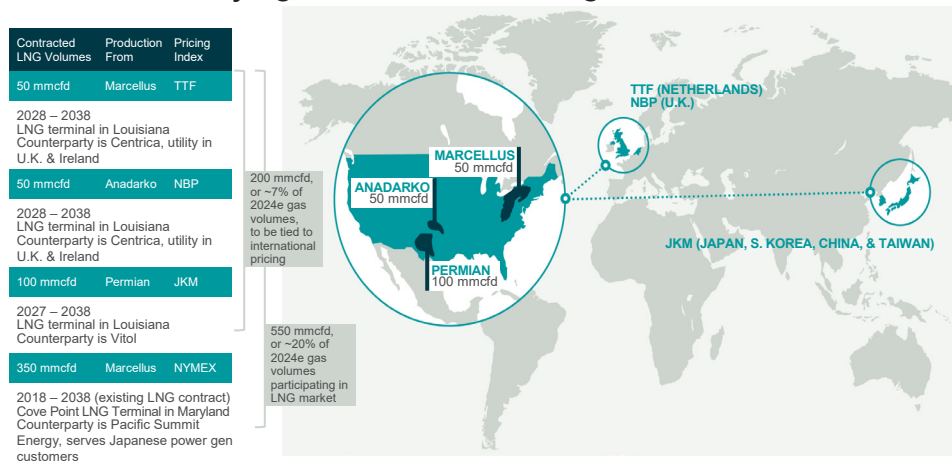 Contracted LNG Volumes Production From Pricing Index
50 mmcfd Marcellus TTF
2028 – 2038
LNG terminal in Louisiana
Counterparty is Centrica, utility in
U.K. & Ireland
50 mmcfd Anadarko NBP
2028 – 2038
LNG terminal in Louisiana
Counterparty is Centrica, utility in
U.K. & Ireland
100 mmcfd Permian JKM
2027 – 2038
LNG terminal in Louisiana
Counterparty is Vitol
350 mmcfd Marcellus NYMEX
2018 – 2038 (existing LNG contract)
Cove Point LNG Terminal in Maryland
Counterparty is Pacific Summit
Energy, serves Japanese power gen
customers
200 mmcfd,
or ~7% of
2024e gas
volumes,
to be tied to
international
pricing
550 mmcfd,
or ~20% of
2024e gas
volumes
participating in
LNG market
MARCELLUS
50 mmcfd
ANADARKO
50 mmcfd
PERMIAN
100 mmcfd
TTF (NETHERLANDS)
NBP (U.K.)
JKM (JAPAN, S. KOREA, CHINA, & TAIWAN)